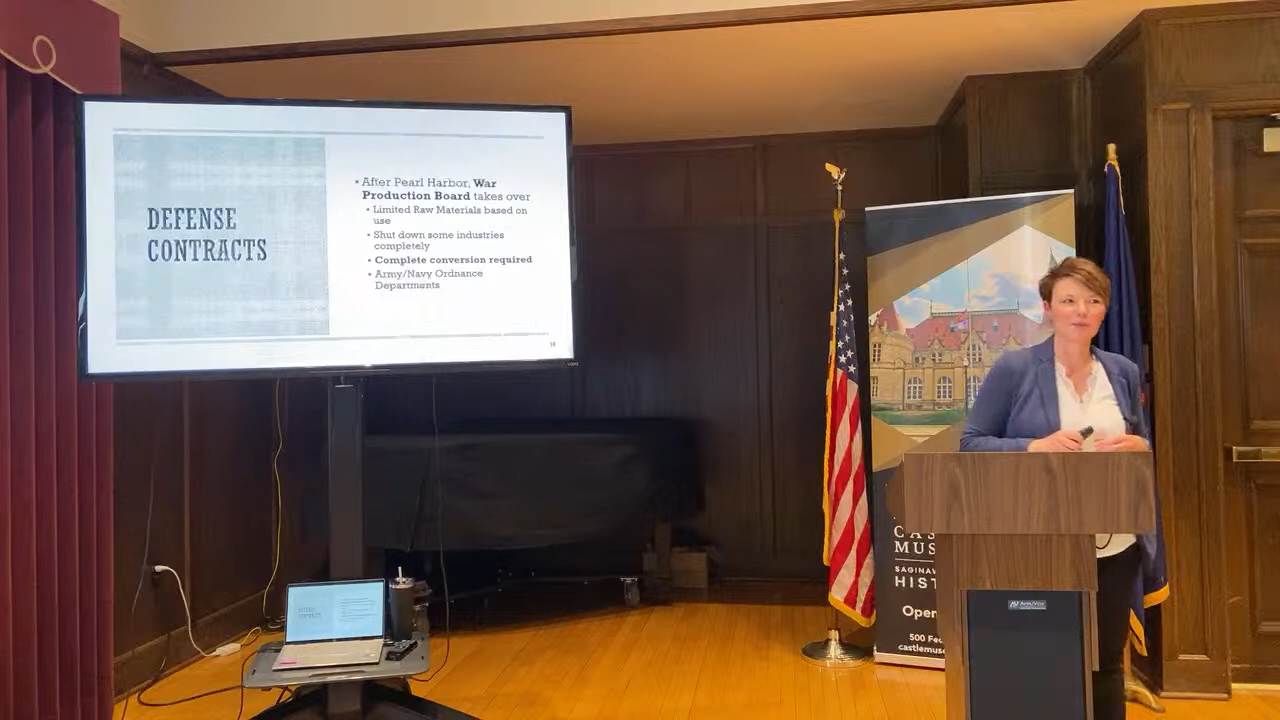 DEFENSE
CONTRACTS
• After Pearl Harbor, War
Production Board takes over
• Limited Raw Materials based on
use
• Shut down some industries
completely
• Complete conversion required
• Army/Navy Ordnance
Departments
CAS
MUS
SAGINAW
HIST
Open
500 Fed
castlemuse